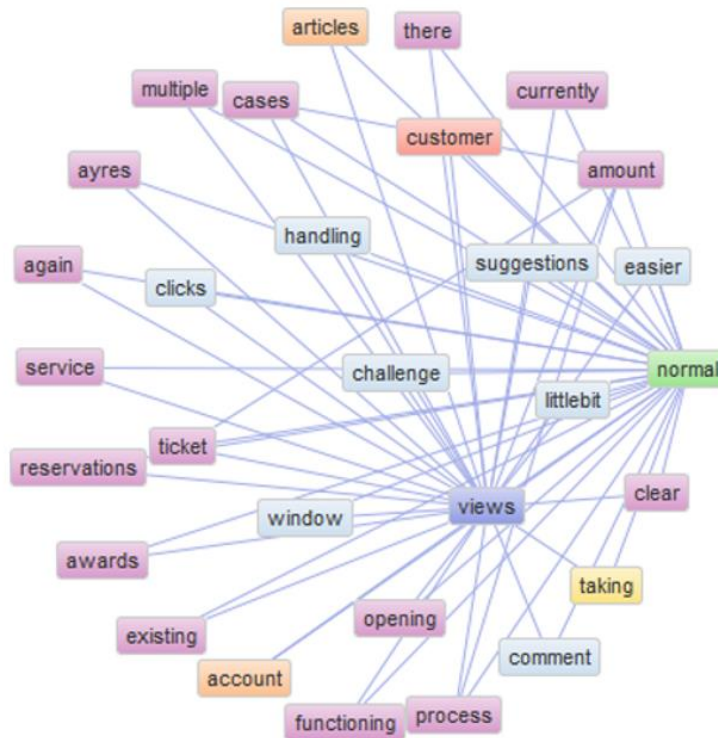 articles
there
multiple
cases
currently
customer
ayres
amount
handling
again
clicks
suggestions
easier
service
challenge
normal
littlebit
ticket
reservations
window
views
clear
awards
taking
existing
opening
comment
account
functioning
process